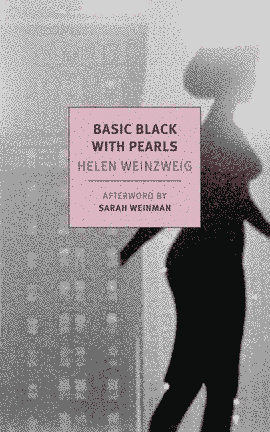 BASIC BLACK
WITH PEARLS
HELEN WEINZWEIG
AFTERWORD BY
SARAH WEINMAN